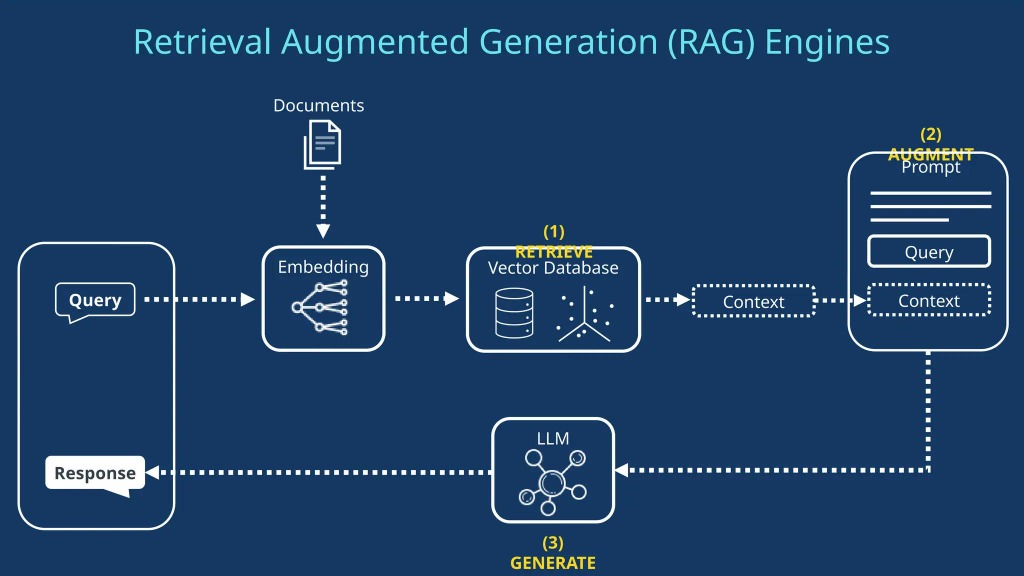 Retrieval Augmented Generation (RAG) Engines
Documents
(2)
AUGMENT
Prompt
(1)
RETRIEVE
Embedding
Vector Database
Query
Query
Context
Context
LLM
Response
(3)
GENERATE